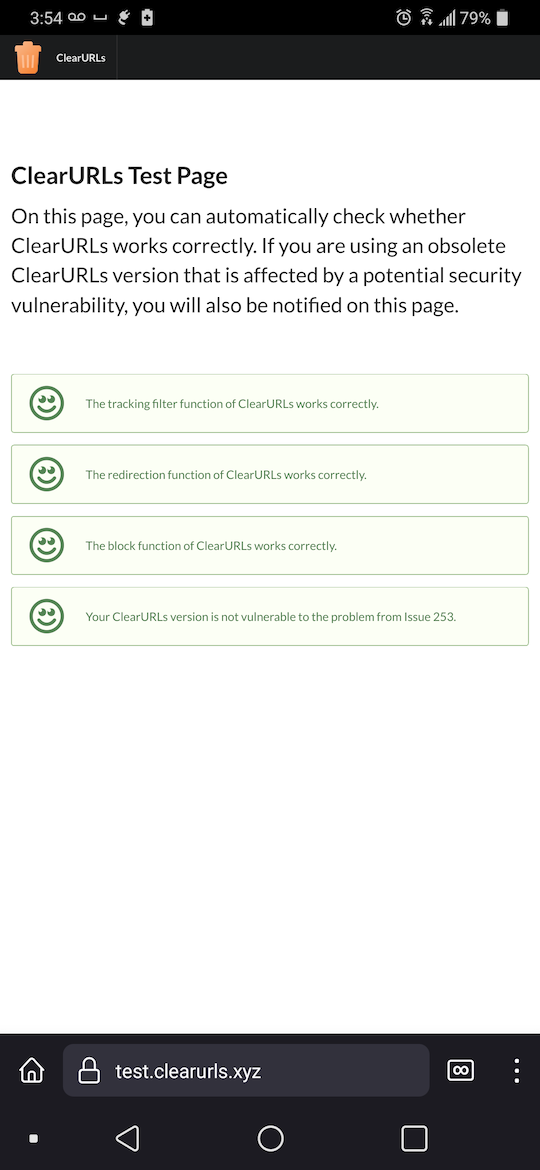 3:54
79%
ClearURLs
ClearURLs Test Page
On this page, you can automatically check whether
ClearURLs works correctly. If you are using an obsolete
ClearURLs version that is affected by a potential security
vulnerability, you will also be notified on this page.
The tracking filter function of ClearURLs works correctly.
The redirection function of ClearURLs works correctly.
The block function of ClearURLs works correctly.
Your ClearURLs version is not vulnerable to the problem from Issue 253.
test.clearurls.xyz
∞